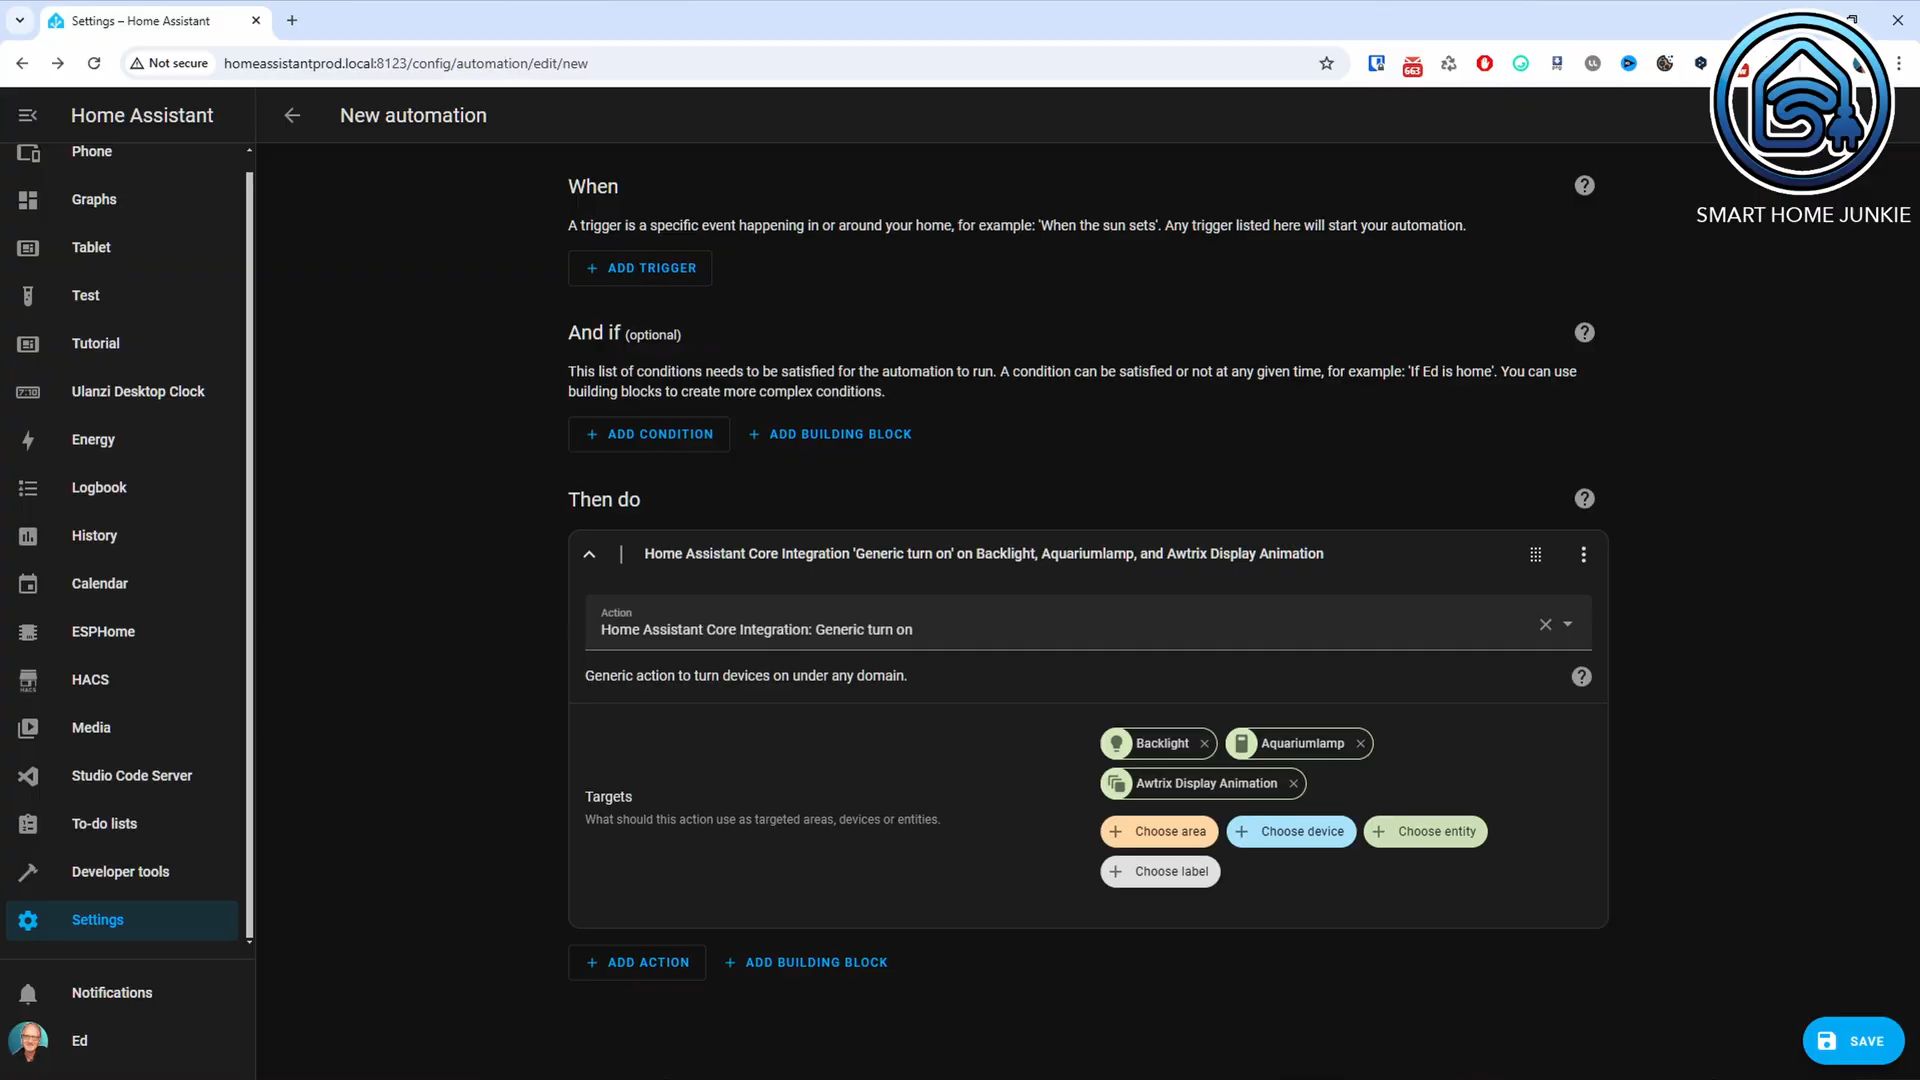 Settings – Home Assistant
Not secure
homeassistantprod.local:8123/config/automation/edit/new
663
Home Assistant
New automation
SMART HOME JUNKIE
Phone
Graphs
Tablet
Test
Tutorial
7:10
Ulanzi Desktop Clock
Energy
Logbook
History
Calendar
ESPHome
HACS
HACS
Media
Studio Code Server
To-do lists
Developer tools
Settings
Notifications
Ed
When
A trigger is a specific event happening in or around your home, for example: 'When the sun sets'. Any trigger listed here will start your automation.
ADD TRIGGER
And if (optional)
This list of conditions needs to be satisfied for the automation to run. A condition can be satisfied or not at any given time, for example: 'If Ed is home'. You can use
building blocks to create more complex conditions.
ADD CONDITION
ADD BUILDING BLOCK
Then do
Home Assistant Core Integration 'Generic turn on' on Backlight, Aquariumlamp, and Awtrix Display Animation
Action
Home Assistant Core Integration: Generic turn on
Generic action to turn devices on under any domain.
Targets
What should this action use as targeted areas, devices or entities.
Backlight
Aquariumlamp
Awtrix Display Animation
Choose area
Choose device
Choose entity
Choose label
ADD ACTION
ADD BUILDING BLOCK
SAVE